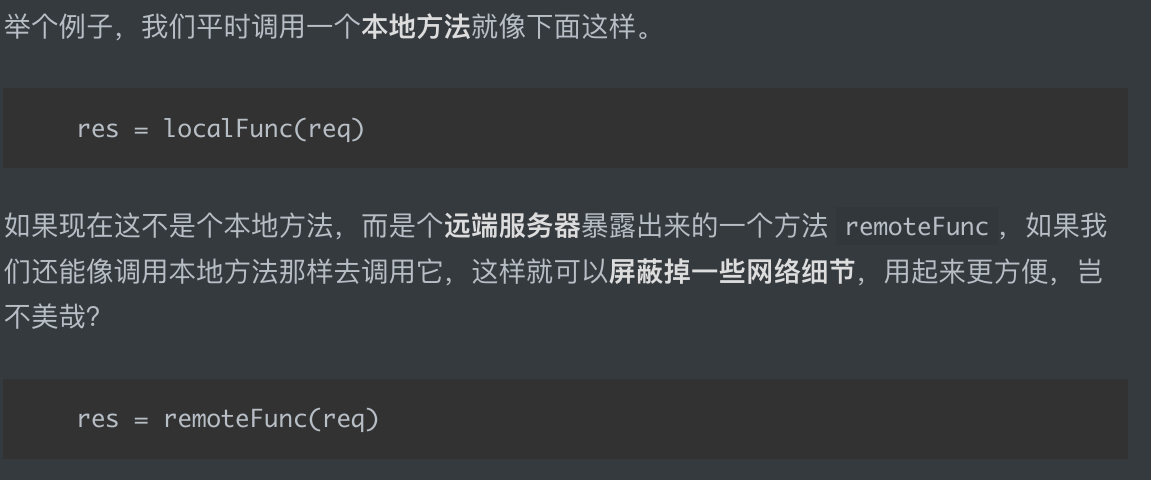 举个例子，我们平时调用一个本地方法就像下面这样。
res = localFunc(req)
如果现在这不是个本地方法，而是个远端服务器暴露出来的一个方法 remoteFunc，如果我
们还能像调用本地方法那样去调用它，这样就可以屏蔽掉一些网络细节，用起来更方便，岂
不美哉？
res = remoteFunc(req)